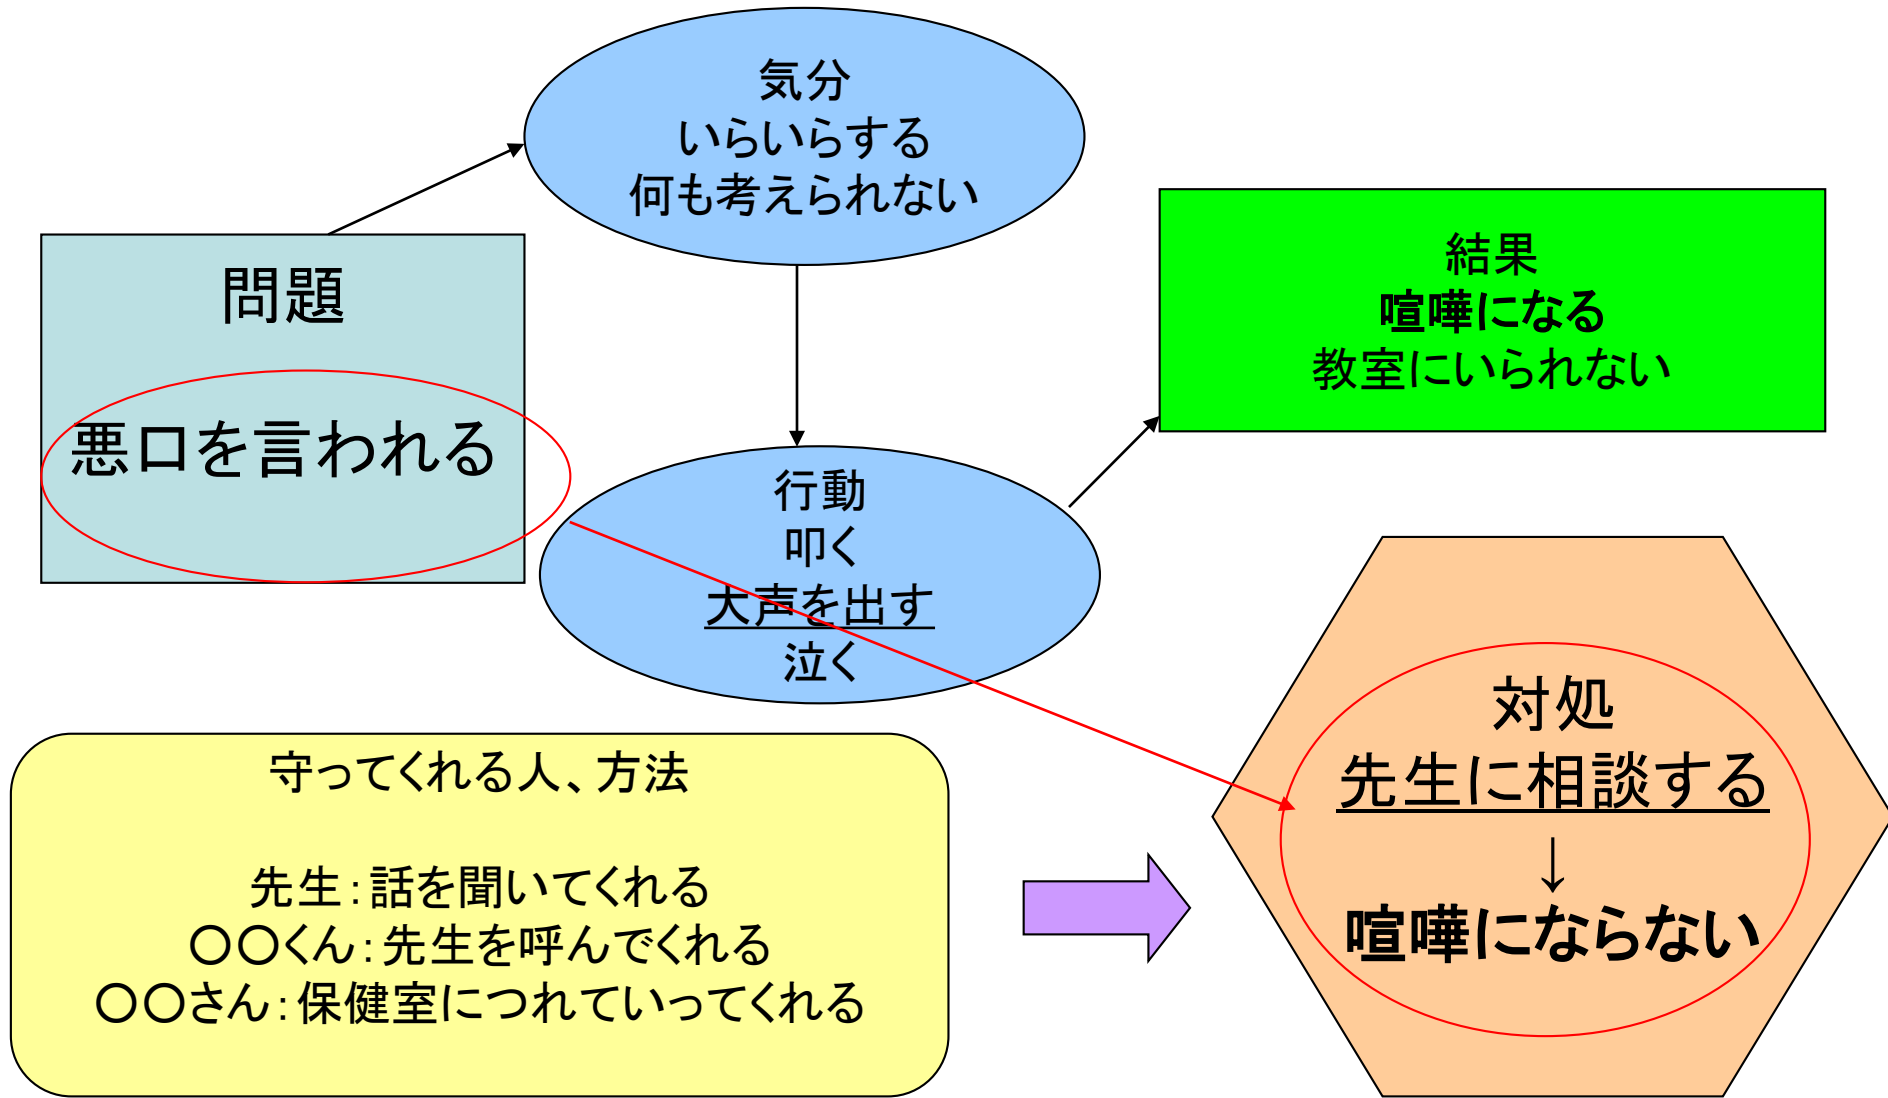 気分
いらいらする
何も考えられない
問題
悪口を言われる
結果
喧嘩になる
教室にいられない
行動
叩く
大声を出す
泣く
対処
先生に相談する
↓
喧嘩にならない
守ってくれる人、方法
先生：話を聞いてくれる
〇〇くん：先生を呼んでくれる
〇〇さん：保健室につれていってくれる